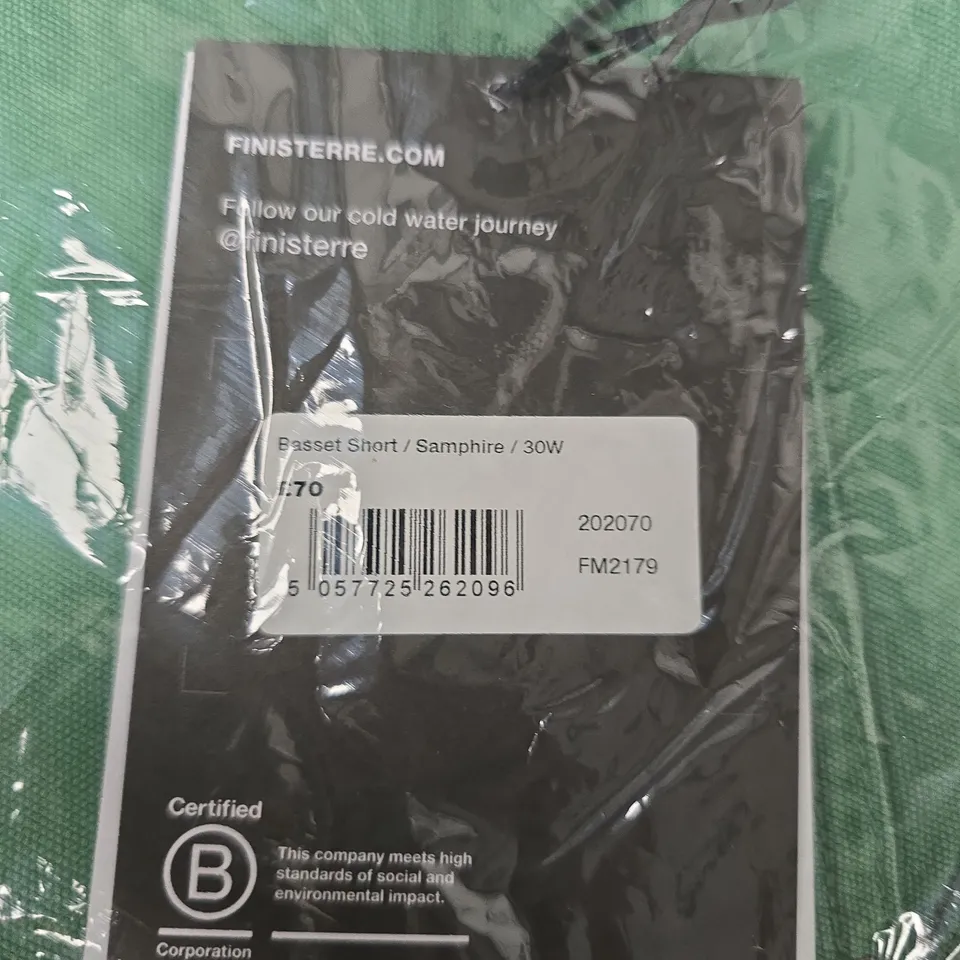 FINISTERRE.COM
Follow our cold water journey
@finisterre
Basset Short / Samphire / 30W
£70
202070
FM2179
5 057725 262096
Certified
B
This company meets high
standards of social and
environmental impact.
Corporation